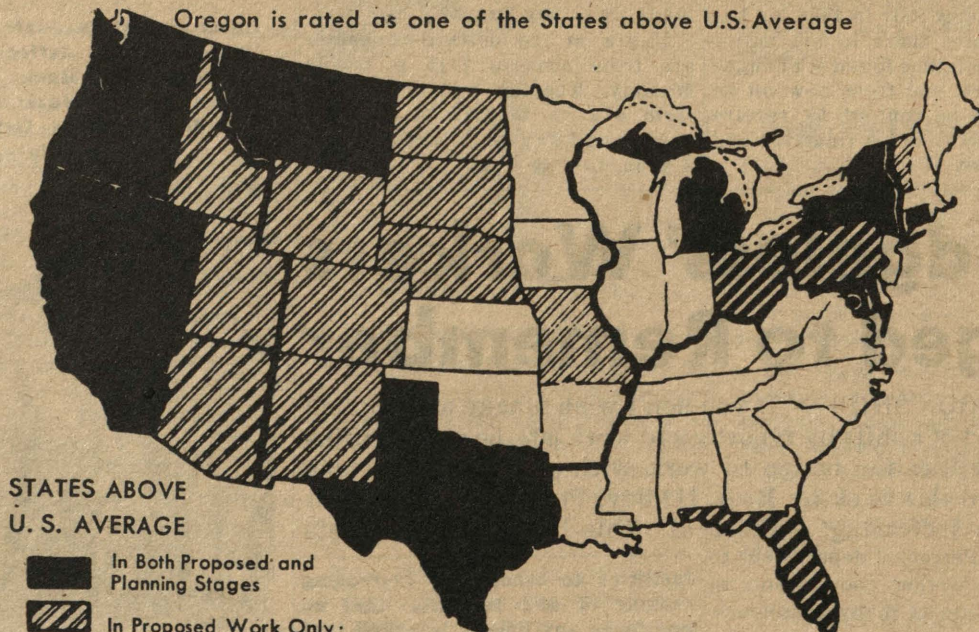 Oregon is rated as one of the States above U.S. Average
STATES ABOVE
U. S. AVERAGE
In Both Proposed and
Planning Stages
In Proposed Work Only